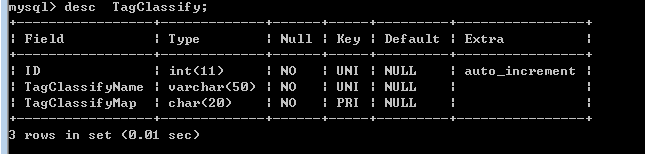 mysql> desc  TagClassify;
+-----------------+-------------+------+-----+---------+----------------+
| Field           | Type        | Null | Key | Default | Extra          |
+-----------------+-------------+------+-----+---------+----------------+
| ID              | int(11)     | NO   | UNI | NULL    | auto_increment |
| TagClassifyName | varchar(50) | NO   | UNI | NULL    |                |
| TagClassifyMap  | char(20)    | NO   | PRI | NULL    |                |
+-----------------+-------------+------+-----+---------+----------------+
3 rows in set (0.01 sec)